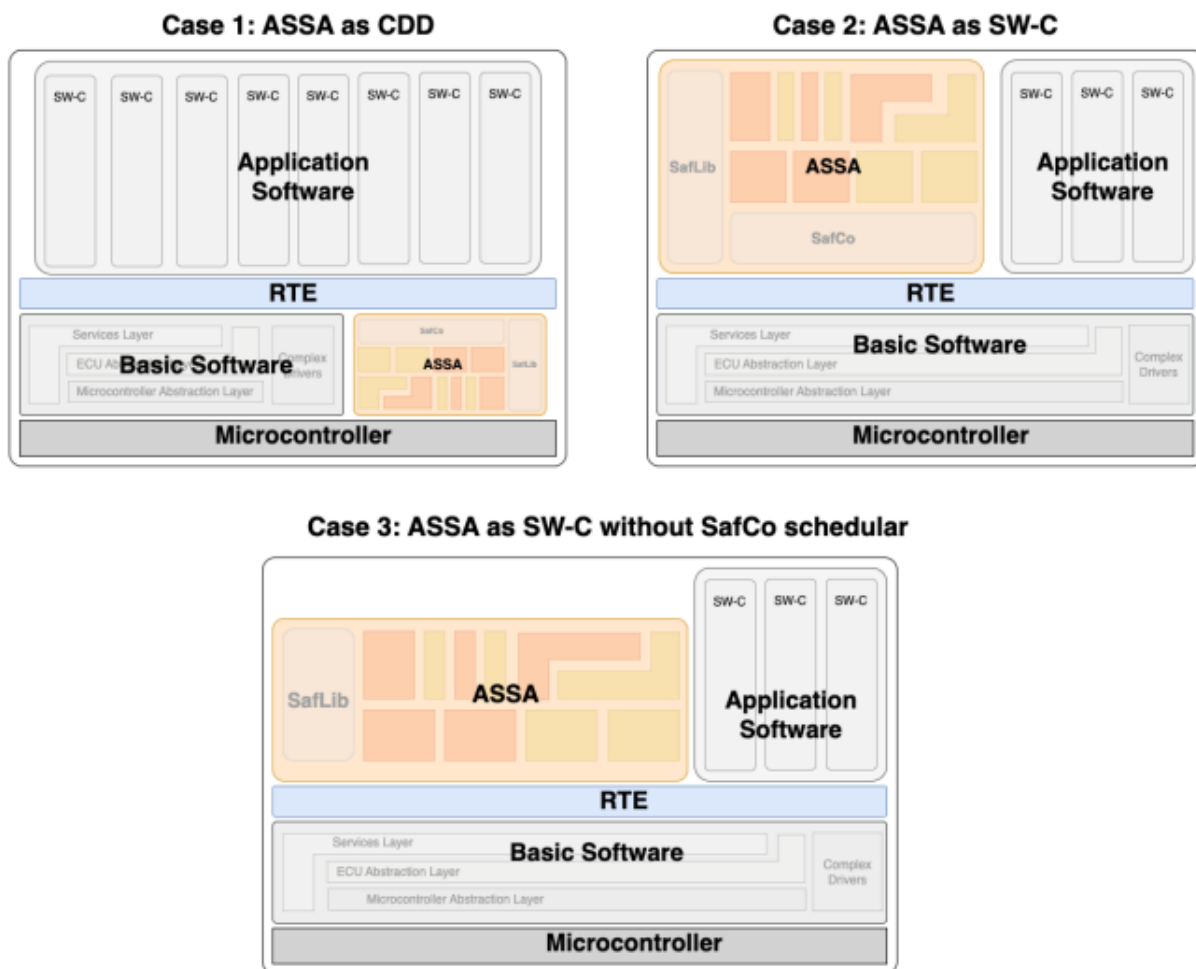 Case 1: ASSA as CDD
SW-C SW-C SW-C SW-C SW-C SW-C SW-C SW-C
Application
Software
RTE
Services Layer
Basic Software
ECU Abstraction Layer
Complex
Drivers
Microcontroller Abstraction Layer
SafCo
ASSA
SafLib
Microcontroller
Case 2: ASSA as SW-C
SafLib
ASSA
SafCo
SW-C SW-C SW-C
Application
Software
RTE
Services Layer
Basic Software
ECU Abstraction Layer
Microcontroller Abstraction Layer
Complex
Drivers
Microcontroller
Case 3: ASSA as SW-C without SafCo schedular
SafLib
ASSA
SW-C SW-C SW-C
Application
Software
RTE
Services Layer
Basic Software
ECU Abstraction Layer
Microcontroller Abstraction Layer
Complex
Drivers
Microcontroller